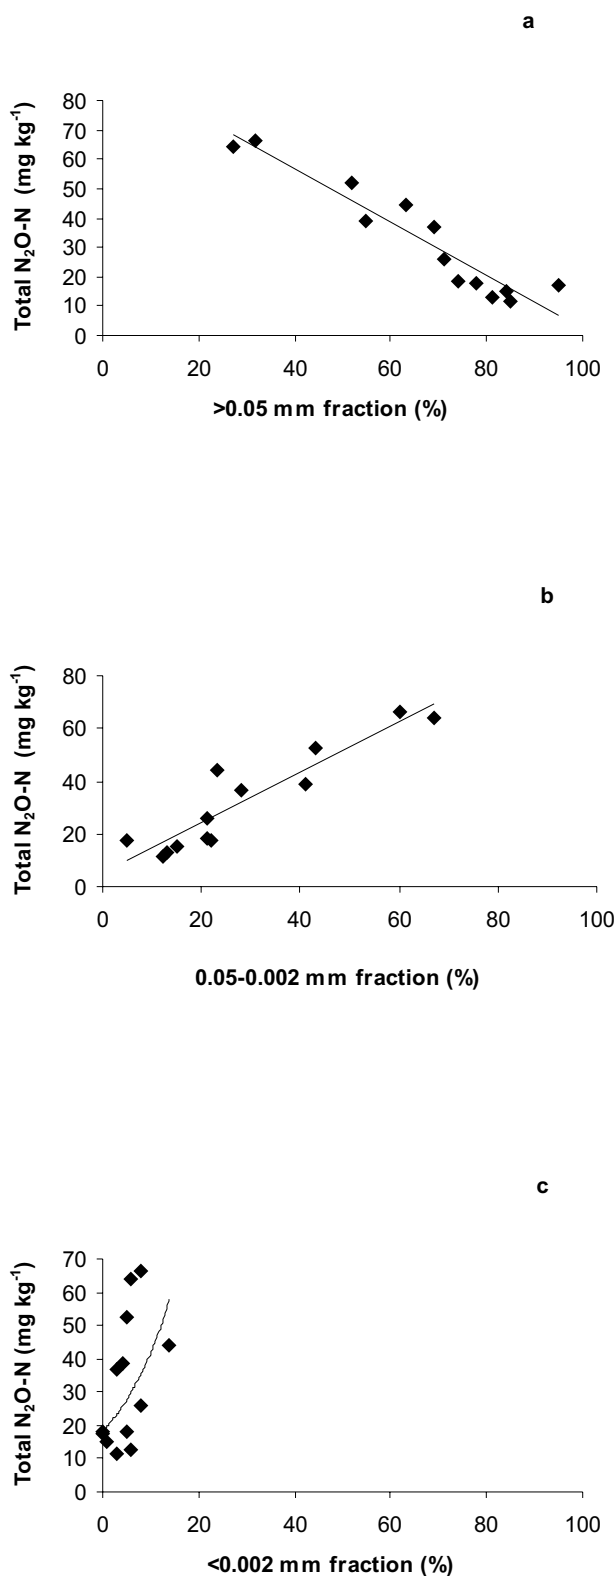 a
Total N₂O-N (mg kg⁻¹)
80
70
60
50
40
30
20
10
0
0 20 40 60 80 100
>0.05 mm fraction (%)
b
Total N₂O-N (mg kg⁻¹)
80
60
40
20
0
0 20 40 60 80 100
0.05-0.002 mm fraction (%)
c
Total N₂O-N (mg kg⁻¹)
70
60
50
40
30
20
10
0
0 20 40 60 80 100
<0.002 mm fraction (%)